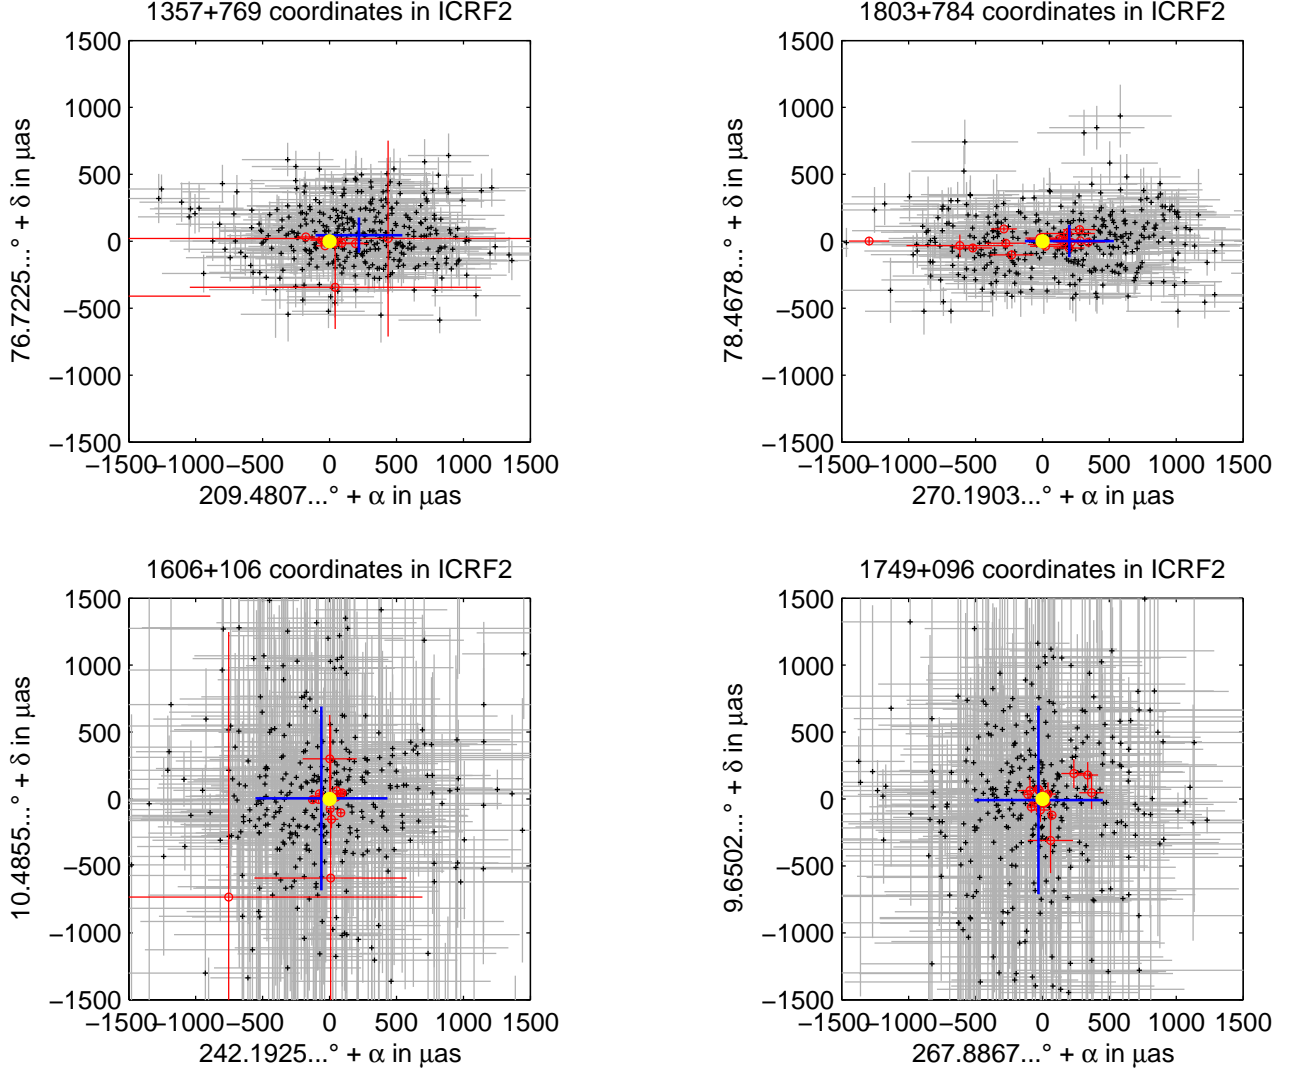 1357+769 coordinates in ICRF2
1500
1000
500
0
−500
−1000
−1500
76.7225...° + δ in μas
−1500 −1000 −500 0 500 1000 1500
209.4807...° + α in μas
1803+784 coordinates in ICRF2
1500
1000
500
0
−500
−1000
−1500
78.4678...° + δ in μas
−1500 −1000 −500 0 500 1000 1500
270.1903...° + α in μas
1606+106 coordinates in ICRF2
1500
1000
500
0
−500
−1000
−1500
10.4855...° + δ in μas
−1500 −1000 −500 0 500 1000 1500
242.1925...° + α in μas
1749+096 coordinates in ICRF2
1500
1000
500
0
−500
−1000
−1500
9.6502...° + δ in μas
−1500 −1000 −500 0 500 1000 1500
267.8867...° + α in μas